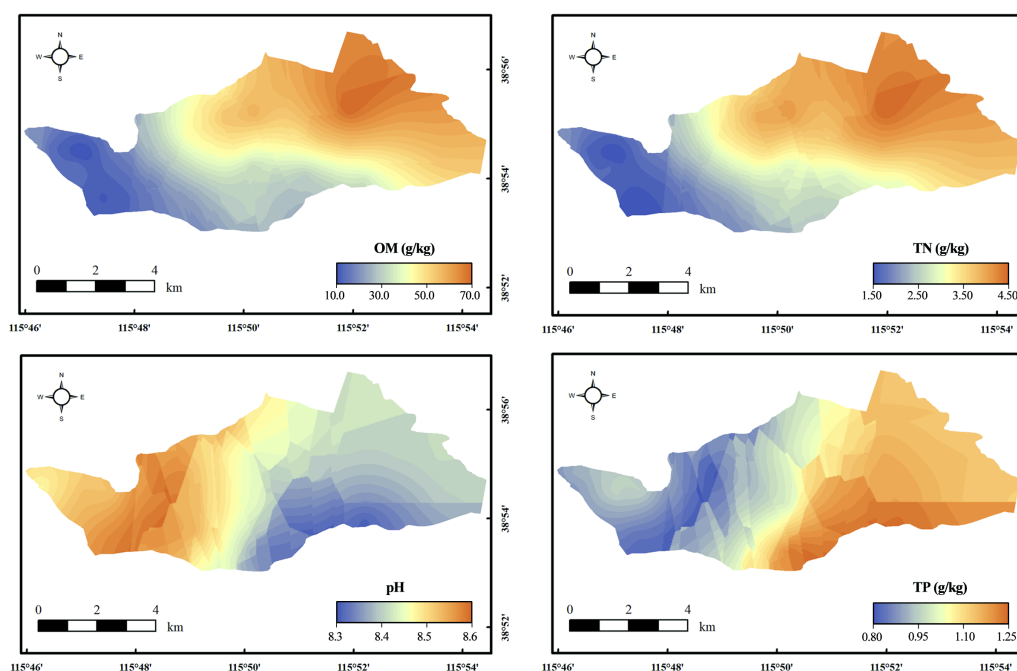 N
W E
S
OM (g/kg)
0 2 4
km
10.0 30.0 50.0 70.0
38°56'
38°54'
38°52'
115°46' 115°48' 115°50' 115°52' 115°54'
N
W E
S
TN (g/kg)
0 2 4
km
1.50 2.50 3.50 4.50
115°46' 115°48' 115°50' 115°52' 115°54'
N
W E
S
pH
0 2 4
km
8.3 8.4 8.5 8.6
38°56'
38°54'
38°52'
115°46' 115°48' 115°50' 115°52' 115°54'
N
W E
S
TP (g/kg)
0 2 4
km
0.80 0.95 1.10 1.25
115°46' 115°48' 115°50' 115°52' 115°54'